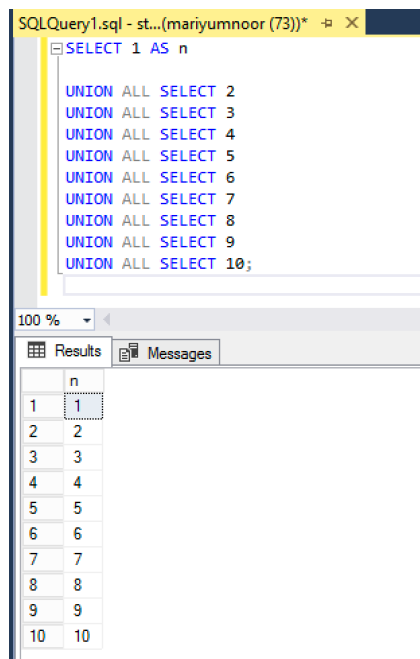 SQLQuery1.sql - st...(mariyumnoor (73))*
SELECT 1 AS n
UNION ALL SELECT 2
UNION ALL SELECT 3
UNION ALL SELECT 4
UNION ALL SELECT 5
UNION ALL SELECT 6
UNION ALL SELECT 7
UNION ALL SELECT 8
UNION ALL SELECT 9
UNION ALL SELECT 10;
100 %
Results Messages
n
1 1
2 2
3 3
4 4
5 5
6 6
7 7
8 8
9 9
10 10